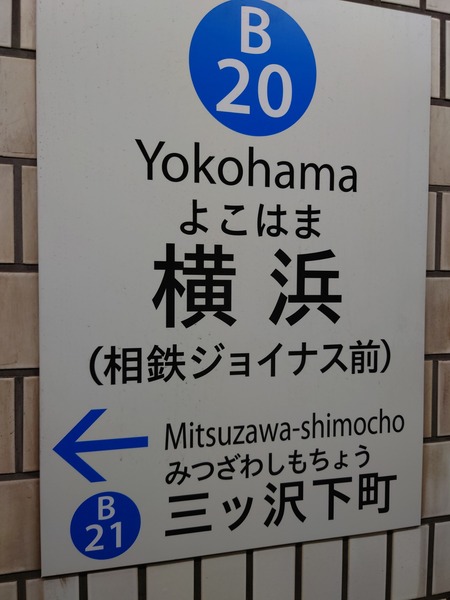 B
20
Yokohama
よこはま
横浜
(相鉄ジョイナス前)
Mitsuzawa-shimocho
みつざわしもちょう
B
21
三ッ沢下町